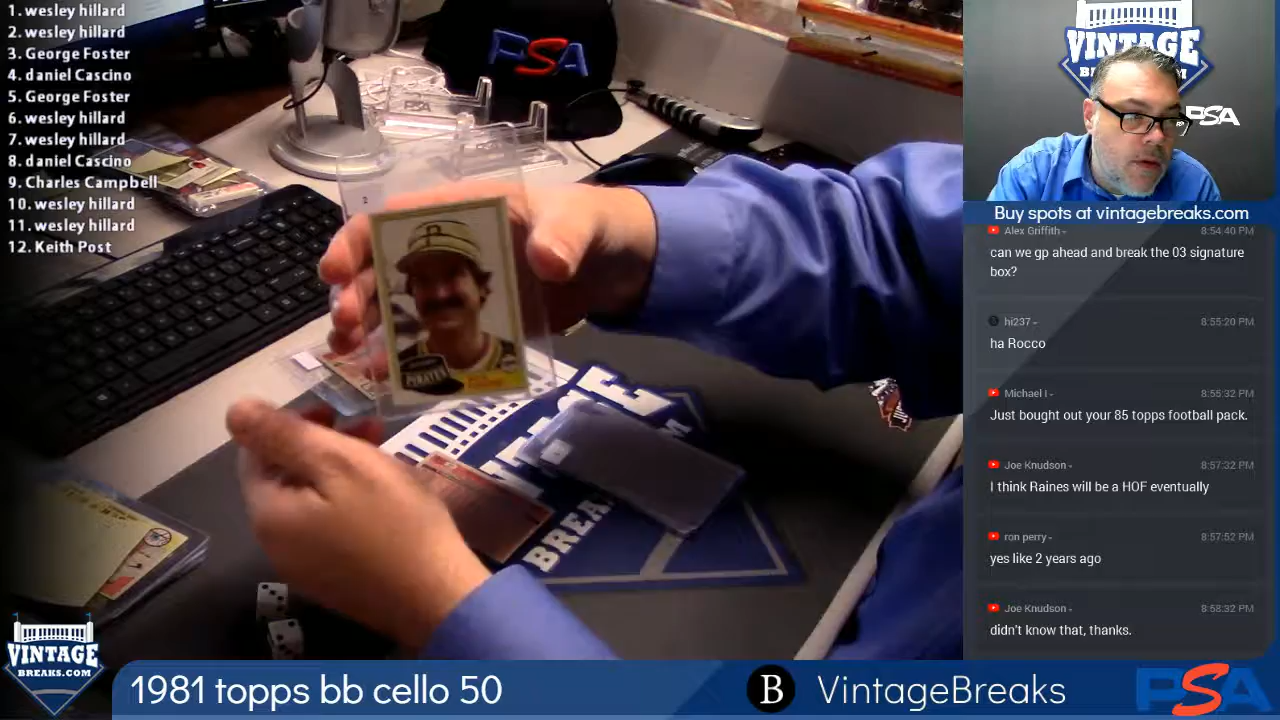 1. wesley hillard
2. wesley hillard
3. George Foster
4. daniel Cascino
5. George Foster
6. wesley hillard
7. wesley hillard
8. daniel Cascino
9. Charles Campbell
10. wesley hillard
11. wesley hillard
12. Keith Post
PSA
PSA
2
P
PIRATES
BREA
VINTAGE
BREAKS.COM
VINTAGE
BR
.COM
PSA
Buy spots at vintagebreaks.com
Alex Griffith- 8:54:40 PM
can we gp ahead and break the 03 signature
box?
hi237- 8:55:20 PM
ha Rocco
Michael I- 8:55:32 PM
Just bought out your 85 topps football pack.
Joe Knudson- 8:57:32 PM
I think Raines will be a HOF eventually
ron perry- 8:57:52 PM
yes like 2 years ago
Joe Knudson- 8:58:32 PM
didn't know that, thanks.
1981 topps bb cello 50
B VintageBreaks
PSA